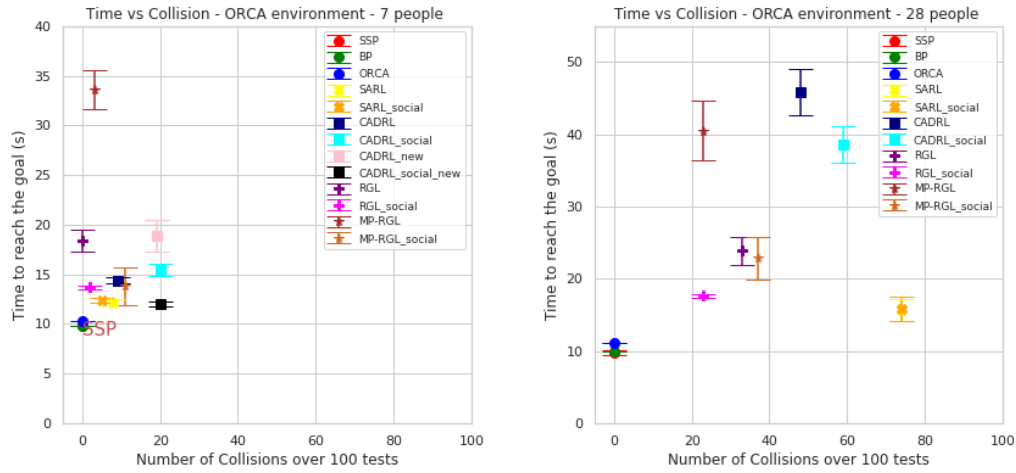 Time vs Collision - ORCA environment - 7 people
40
35
30
25
20
15
10
5
0
Time to reach the goal (s)
SSP
BP
ORCA
SARL
SARL_social
CADRL
CADRL_social
CADRL_new
CADRL_social_new
RGL
RGL_social
MP-RGL
MP-RGL_social
SSP
0
20
40
60
80
100
Number of Collisions over 100 tests
Time vs Collision - ORCA environment - 28 people
50
40
30
20
10
0
Time to reach the goal (s)
SSP
BP
ORCA
SARL
SARL_social
CADRL
CADRL_social
RGL
RGL_social
MP-RGL
MP-RGL_social
0
20
40
60
80
100
Number of Collisions over 100 tests